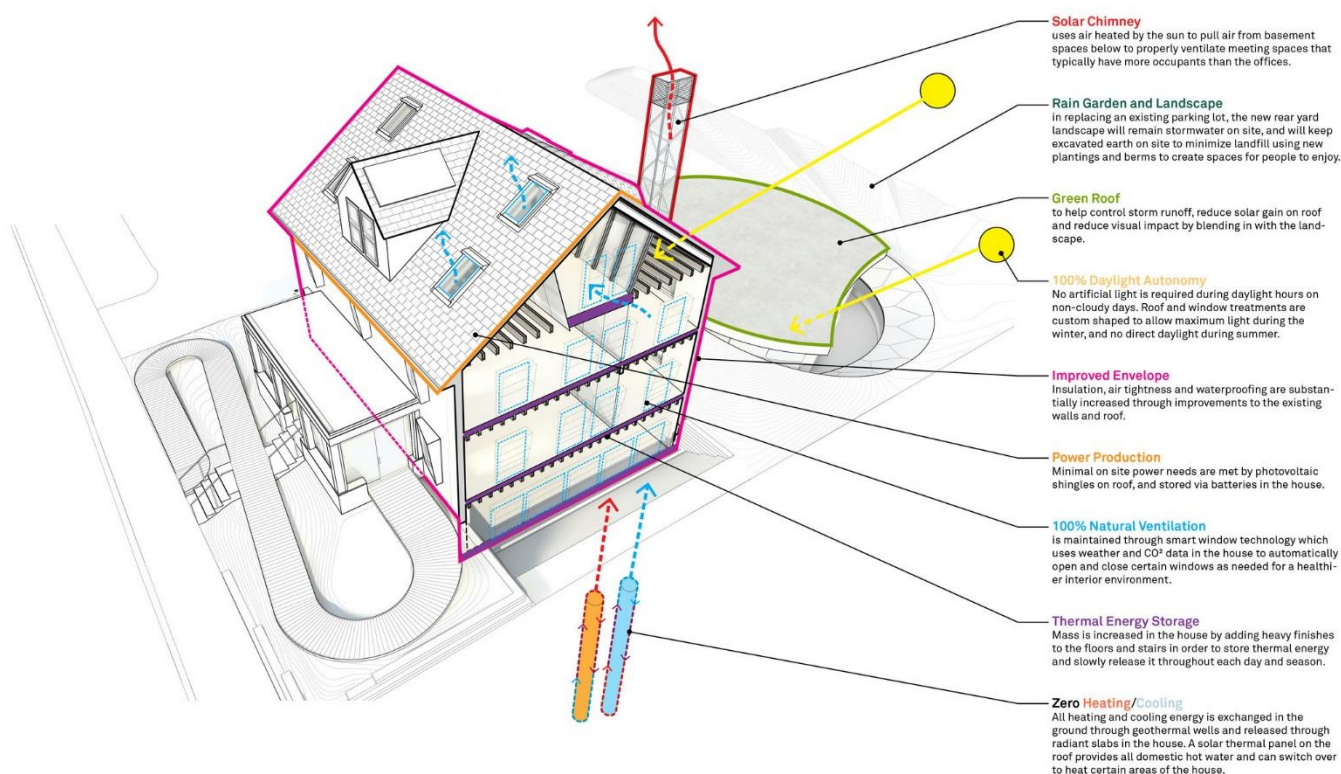 Solar Chimney
uses air heated by the sun to pull air from basement
spaces below to properly ventilate meeting spaces that
typically have more occupants than the offices.
Rain Garden and Landscape
in replacing an existing parking lot, the new rear yard
landscape will remain stormwater on site, and will keep
excavated earth on site to minimize landfill using new
plantings and berms to create spaces for people to enjoy.
Green Roof
to help control storm runoff, reduce solar gain on roof
and reduce visual impact by blending in with the land-
scape.
100% Daylight Autonomy
No artificial light is required during daylight hours on
non-cloudy days. Roof and window treatments are
custom shaped to allow maximum light during the
winter, and no direct daylight during summer.
Improved Envelope
Insulation, air tightness and waterproofing are substan-
tially increased through improvements to the existing
walls and roof.
Power Production
Minimal on site power needs are met by photovoltaic
shingles on roof, and stored via batteries in the house.
100% Natural Ventilation
is maintained through smart window technology which
uses weather and CO² data in the house to automatically
open and close certain windows as needed for a healthi-
er interior environment.
Thermal Energy Storage
Mass is increased in the house by adding heavy finishes
to the floors and stairs in order to store thermal energy
and slowly release it throughout each day and season.
Zero Heating/Cooling
All heating and cooling energy is exchanged in the
ground through geothermal wells and released through
radiant slabs in the house. A solar thermal panel on the
roof provides all domestic hot water and can switch over
to heat certain areas of the house.